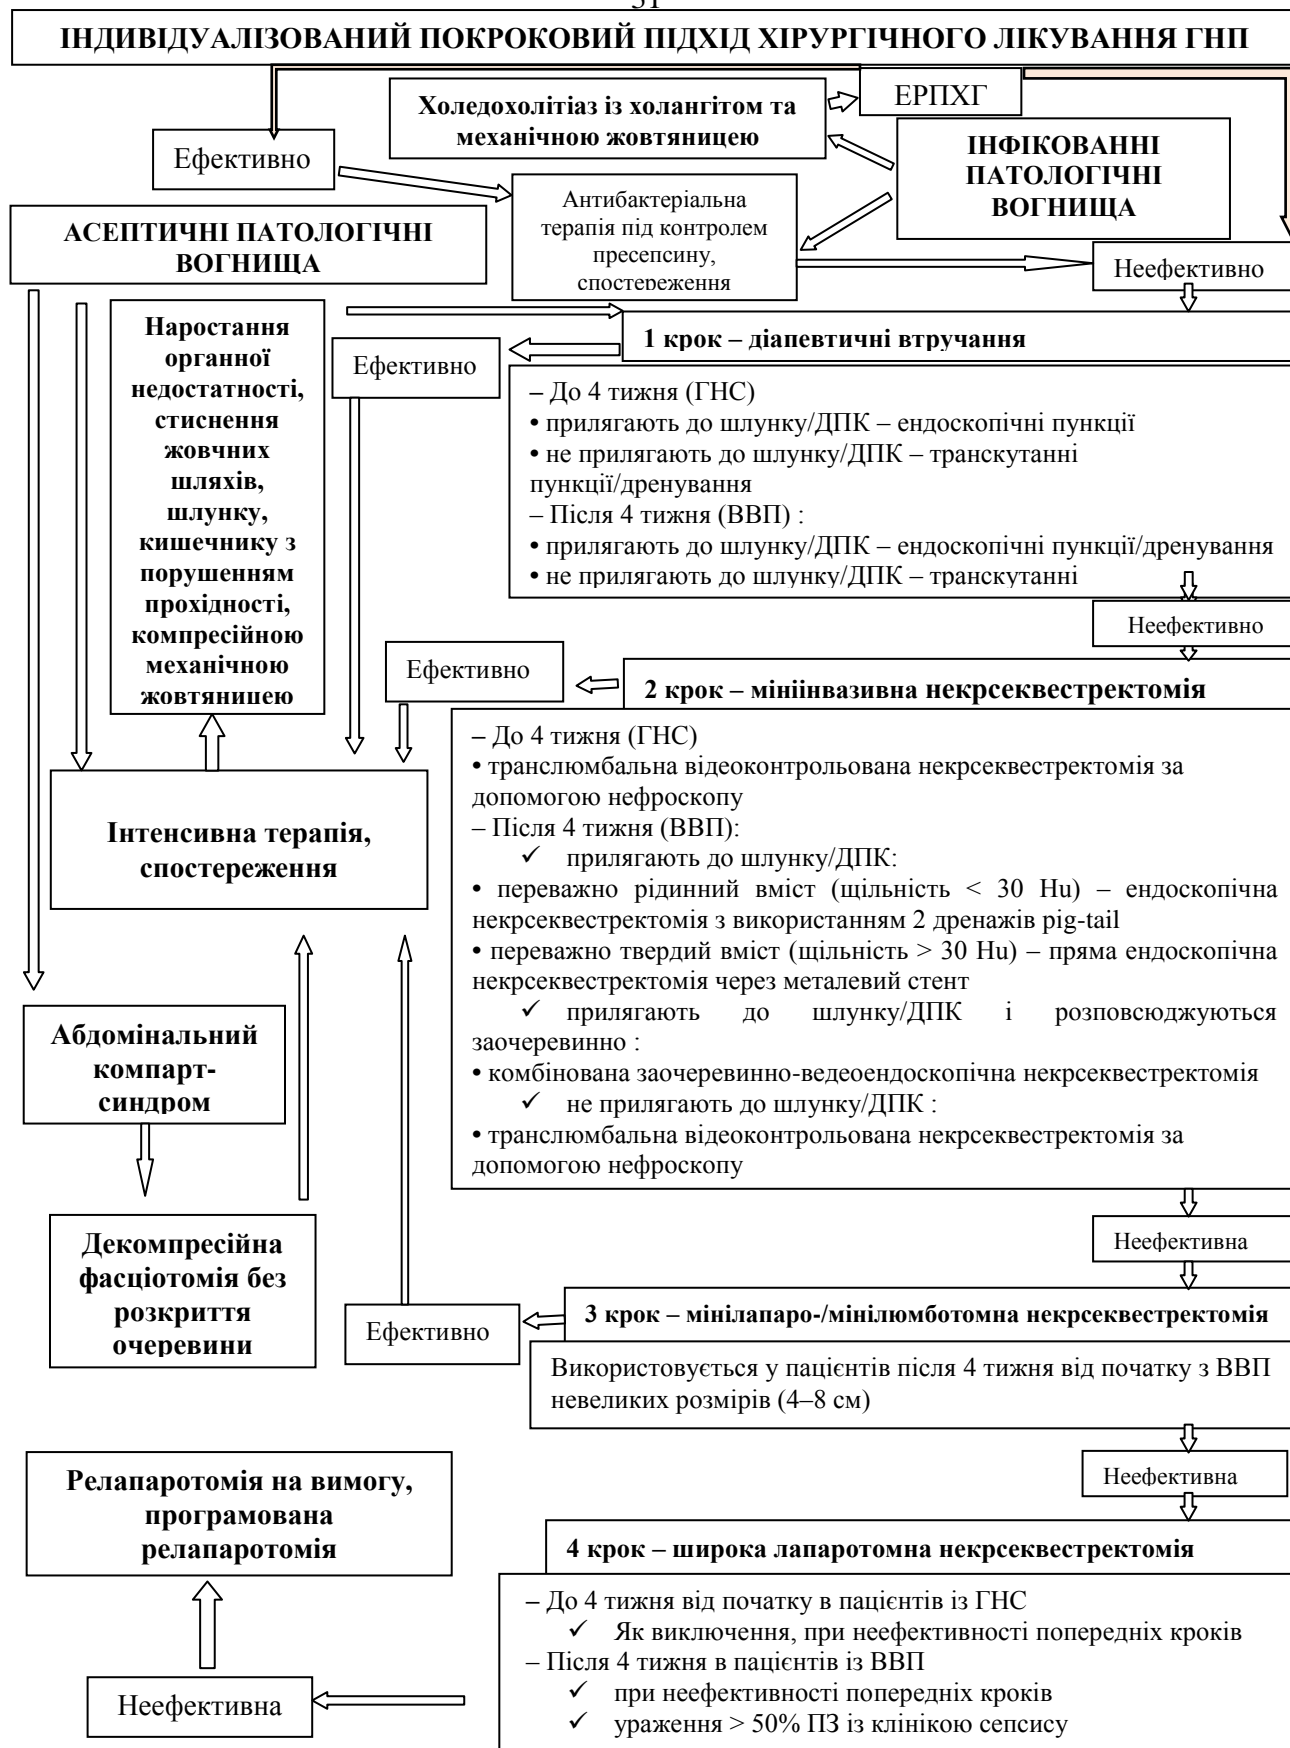 31
ІНДИВІДУАЛІЗОВАНИЙ ПОКРОКОВИЙ ПІДХІД ХІРУРГІЧНОГО ЛІКУВАННЯ ГНП
ЕРПХГ
Холедохолітіаз із холангітом та
механічною жовтяницею
Ефективно
ІНФІКОВАННІ
ПАТОЛОГІЧНІ
ВОГНИЩА
Антибактеріальна
терапія під контролем
пресепсину,
спостереження
АСЕПТИЧНІ ПАТОЛОГІЧНІ
ВОГНИЩА
Неефективно
Наростання
органної
недостатності,
стиснення
жовчних
шляхів,
шлунку,
кишечнику з
порушенням
прохідності,
компресійною
механічною
жовтяницею
1 крок – діапевтичні втручання
Ефективно
– До 4 тижня (ГНС)
• прилягають до шлунку/ДПК – ендоскопічні пункції
• не прилягають до шлунку/ДПК – транскутанні
пункції/дренування
– Після 4 тижня (ВВП) :
• прилягають до шлунку/ДПК – ендоскопічні пункції/дренування
• не прилягають до шлунку/ДПК – транскутанні
Неефективно
Ефективно
2 крок – мініінвазивна некрсеквестректомія
– До 4 тижня (ГНС)
• транслюмбальна відеоконтрольована некрсеквестректомія за
допомогою нефроскопу
– Після 4 тижня (ВВП):
✓ прилягають до шлунку/ДПК:
• переважно рідинний вміст (щільність < 30 Hu) – ендоскопічна
некрсеквестректомія з використанням 2 дренажів pig-tail
• переважно твердий вміст (щільність > 30 Hu) – пряма ендоскопічна
некрсеквестректомія через металевий стент
✓ прилягають до шлунку/ДПК і розповсюджуються
заочеревинно :
• комбінована заочеревинно-ведеоендоскопічна некрсеквестректомія
✓ не прилягають до шлунку/ДПК :
• транслюмбальна відеоконтрольована некрсеквестректомія за
допомогою нефроскопу
Інтенсивна терапія,
спостереження
Абдомінальний
компарт-
синдром
Декомпресійна
фасціотомія без
розкриття
очеревини
Неефективна
Ефективно
3 крок – мінілапаро-/мінілюмботомна некрсеквестректомія
Використовується у пацієнтів після 4 тижня від початку з ВВП
невеликих розмірів (4–8 см)
Неефективна
Релапаротомія на вимогу,
програмована
релапаротомія
4 крок – широка лапаротомна некрсеквестректомія
– До 4 тижня від початку в пацієнтів із ГНС
✓ Як виключення, при неефективності попередніх кроків
– Після 4 тижня в пацієнтів із ВВП
✓ при неефективності попередніх кроків
✓ ураження > 50% ПЗ із клінікою сепсису
Неефективна